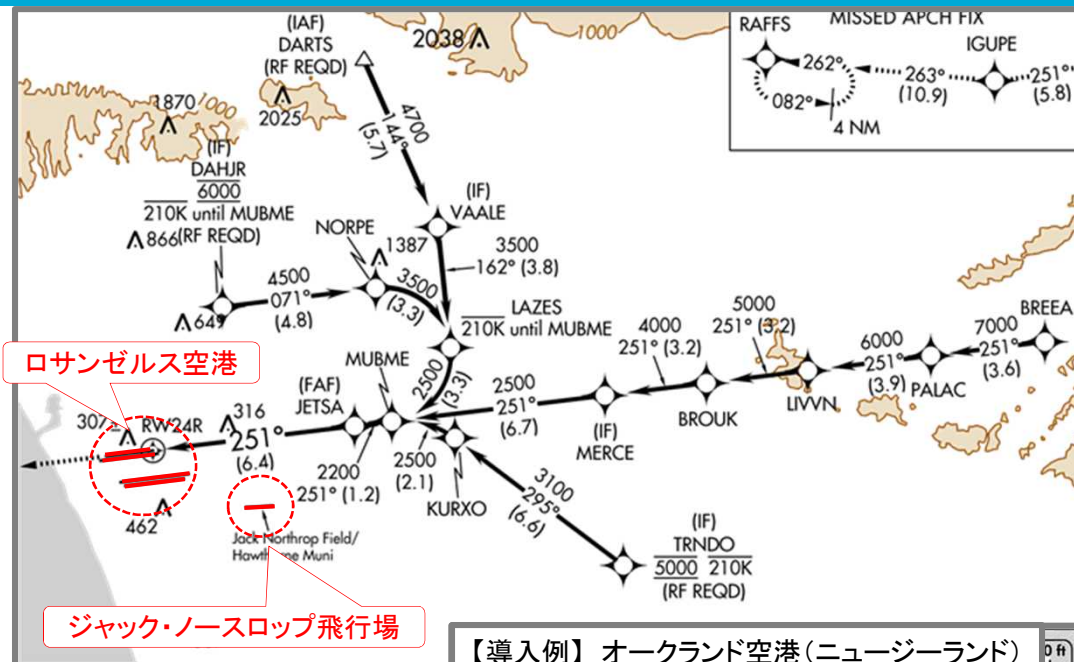 (IAF)
DARTS
(RF REQD)
2038
1000
2025
1870
1000
4700
144°
(5.7)
MISSED APCH FIX
RAFFS
IGUPE
262°
263°
(10.9)
251°
(5.8)
082°
4 NM
(IF)
DAHJR
6000
210K until MUBME
(RF REQD)
866
649
NORPE
1387
4500
071°
(4.8)
3500
(3.3)
(IF)
VAALE
3500
162° (3.8)
LAZES
210K until MUBME
2500
(3.3)
MUBME
(FAF)
JETSA
2500
251°
(6.7)
(IF)
MERCE
4000
251° (3.2)
BROUK
5000
251° (3.2)
LIVVN
6000
251°
(3.9)
PALAC
7000
251°
(3.6)
BREEA
ロサンゼルス空港
307
RW24R
316
251°
(6.4)
2200
251° (1.2)
2500
(2.1)
KURXO
3100
295°
(6.6)
(IF)
TRNDO
5000 210K
(RF REQD)
462
Jack Northrop Field/
Hawthorne Muni
ジャック・ノースロップ飛行場
【導入例】 オークランド空港(ニュージーランド)
0 ft